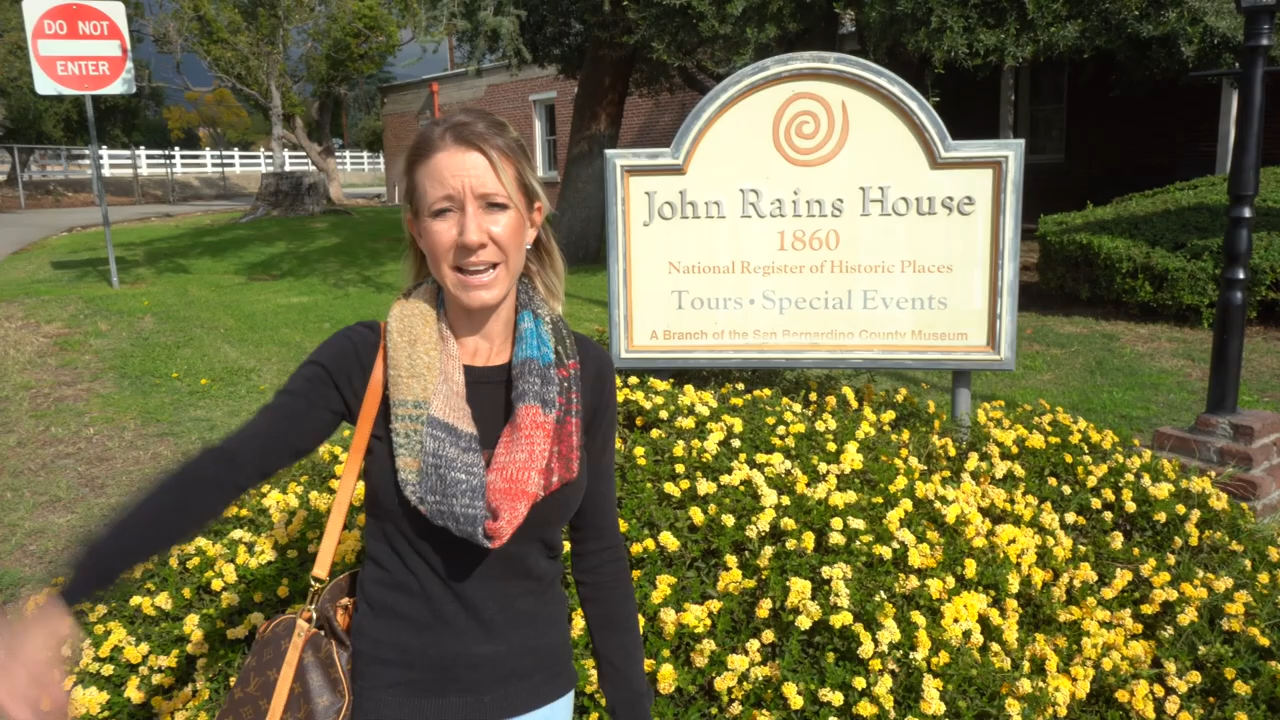 DO NOT
ENTER
John Rains House
1860
National Register of Historic Places
Tours • Special Events
A Branch of the San Bernardino County Museum